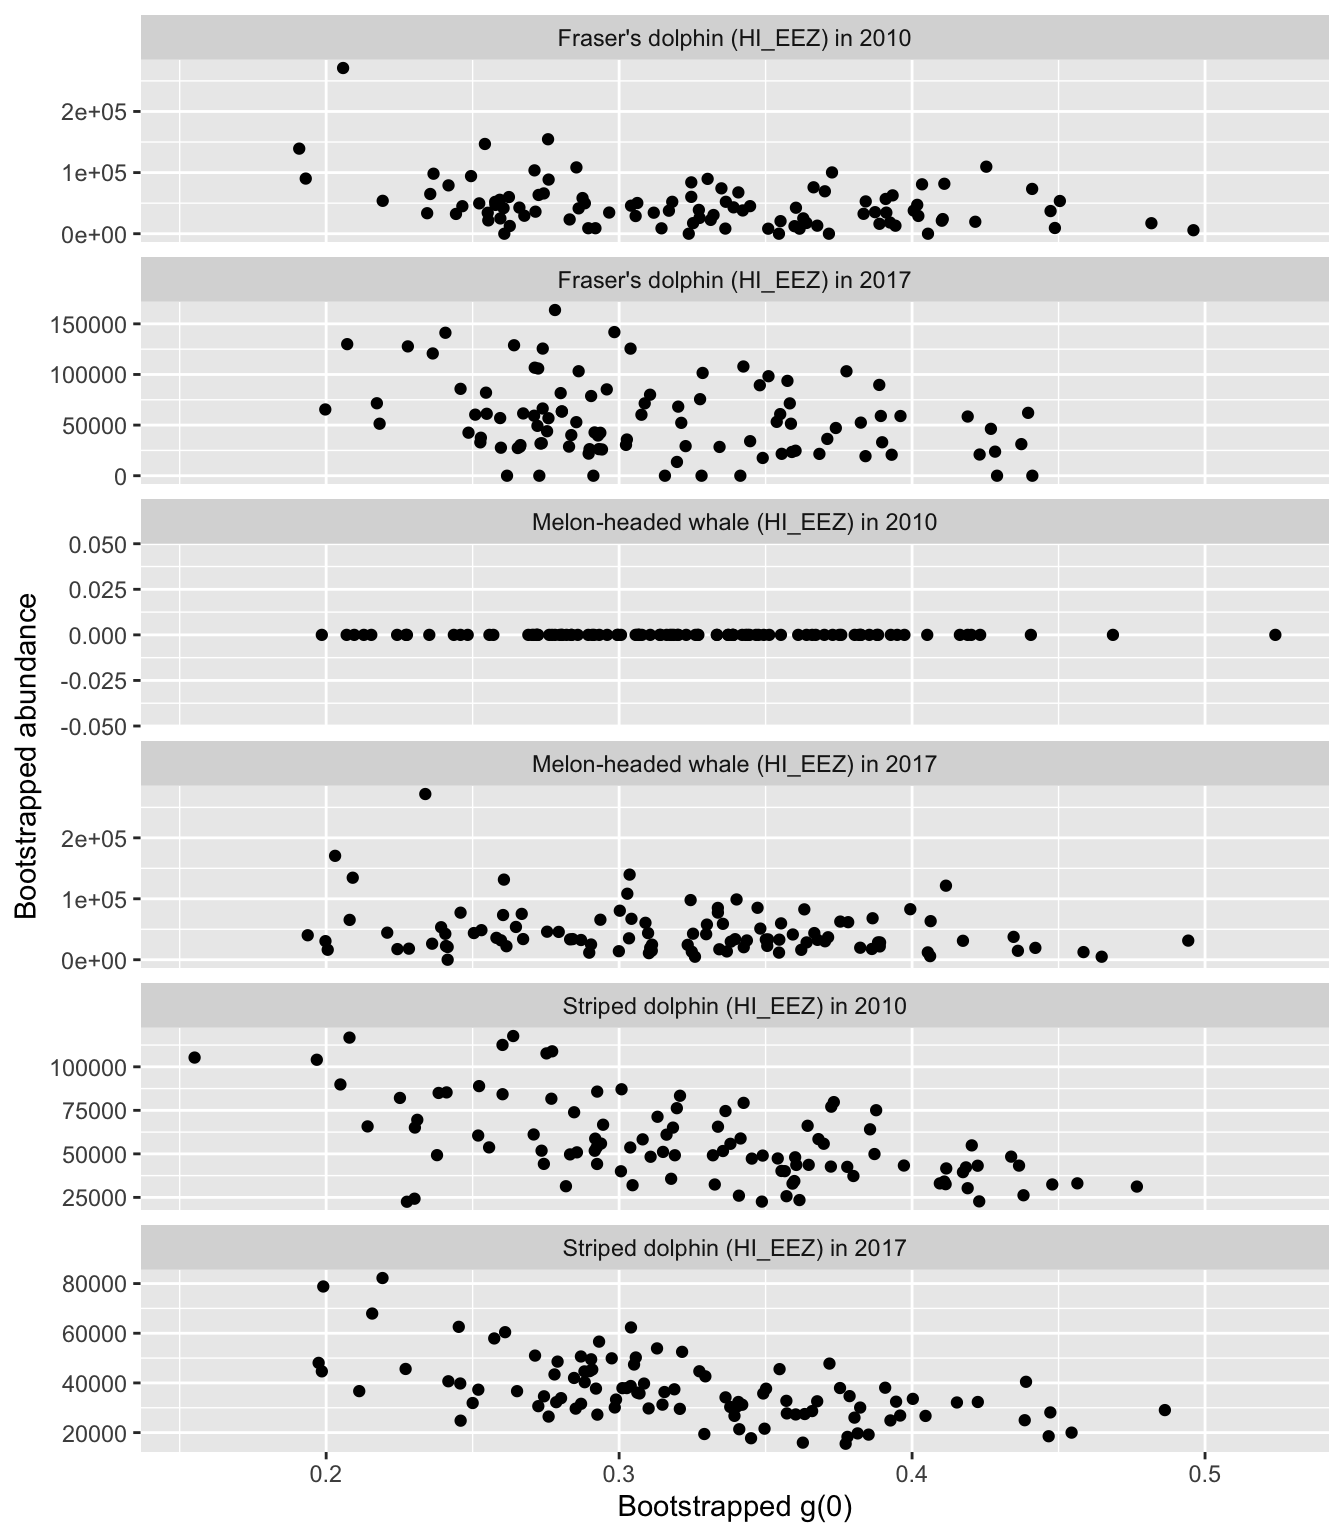 Fraser's dolphin (HI_EEZ) in 2010
2e+05
1e+05
0e+00
Fraser's dolphin (HI_EEZ) in 2017
150000
100000
50000
0
Melon-headed whale (HI_EEZ) in 2010
0.050
0.025
0.000
-0.025
-0.050
Bootstrapped abundance
Melon-headed whale (HI_EEZ) in 2017
2e+05
1e+05
0e+00
Striped dolphin (HI_EEZ) in 2010
100000
75000
50000
25000
Striped dolphin (HI_EEZ) in 2017
80000
60000
40000
20000
0.2 0.3 0.4 0.5
Bootstrapped g(0)